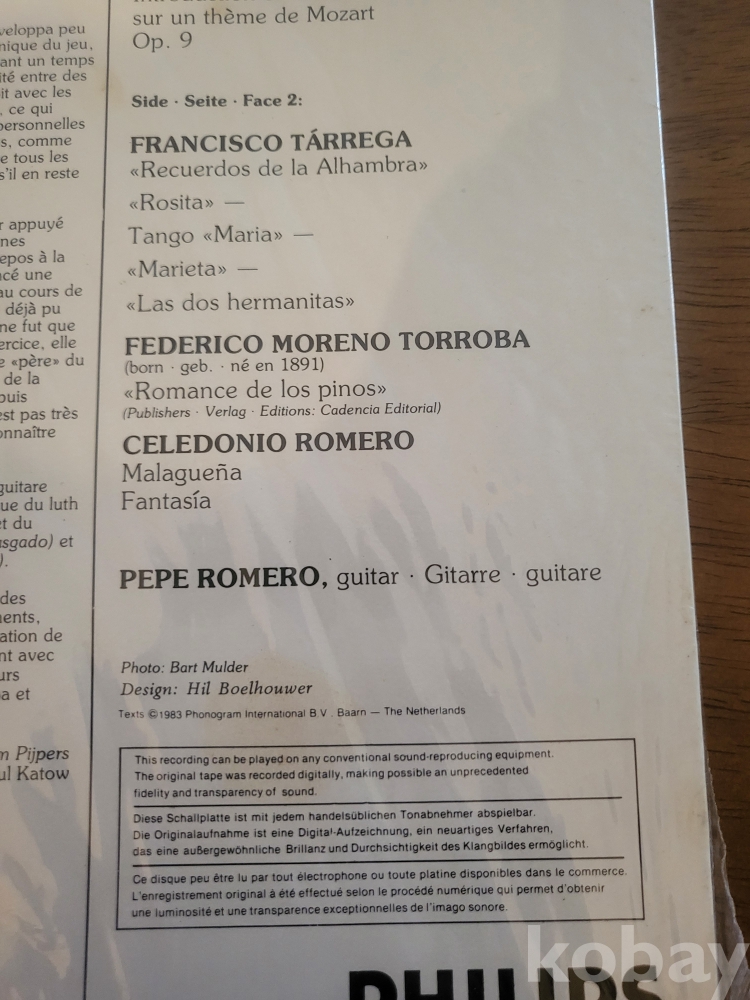 veloppa peu
nique du jeu,
ant un temps
ité entre des
it avec les
, ce qui
personnelles
s, comme
e tous les
s'il en reste
r appuyé
nes
epos à la
ncé une
au cours de
déjà pu
ne fut que
ercice, elle
e «père» du
de la
puis
est pas très
onnaître
guitare
ue du luth
et du
asgado) et
).
des
ments,
ation de
nt avec
urs
a et
m Pijpers
ul Katow
sur un thème de Mozart
Op. 9
Side · Seite · Face 2:
FRANCISCO TÁRREGA
«Recuerdos de la Alhambra»
«Rosita» —
Tango «Maria» —
«Marieta» —
«Las dos hermanitas»
FEDERICO MORENO TORROBA
(born · geb. · né en 1891)
«Romance de los pinos»
(Publishers · Verlag · Editions: Cadencia Editorial)
CELEDONIO ROMERO
Malagueña
Fantasía
PEPE ROMERO, guitar · Gitarre · guitare
Photo: Bart Mulder
Design: Hil Boelhouwer
Texts ©1983 Phonogram International B.V. Baarn — The Netherlands
This recording can be played on any conventional sound-reproducing equipment.
The original tape was recorded digitally, making possible an unprecedented
fidelity and transparency of sound.
Diese Schallplatte ist mit jedem handelsüblichen Tonabnehmer abspielbar.
Die Originalaufnahme ist eine Digital-Aufzeichnung, ein neuartiges Verfahren,
das eine außergewöhnliche Brillanz und Durchsichtigkeit des Klangbildes ermöglicht.
Ce disque peu être lu par tout électrophone ou toute platine disponibles dans le commerce.
L'enregistrement original à été effectué selon le procédé numérique qui permet d'obtenir
une luminosité et une transparence exceptionnelles de l'imago sonore.
PHILIPS
kobay